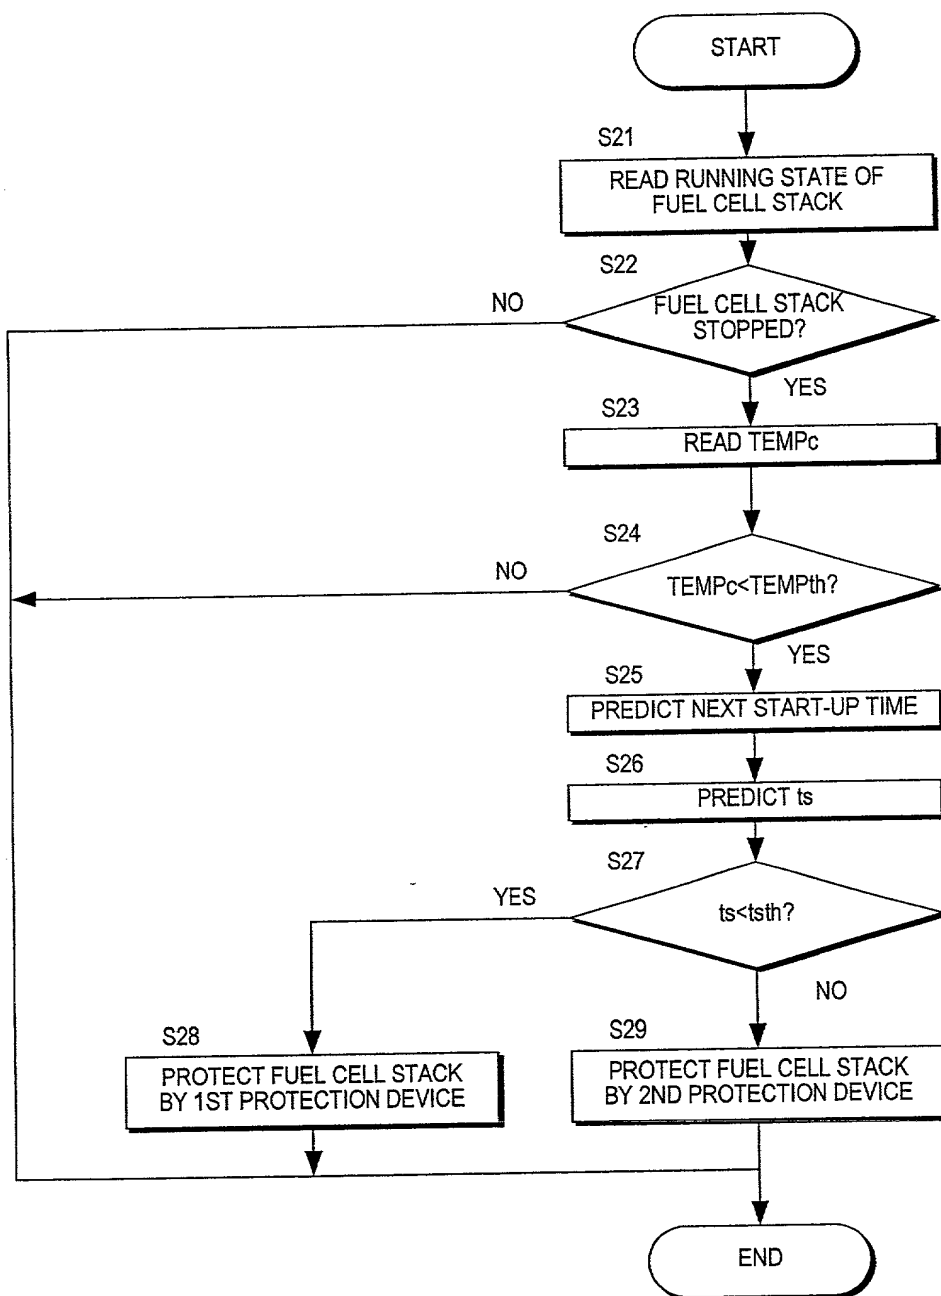 START
S21
READ RUNNING STATE OF
FUEL CELL STACK
S22
NO
FUEL CELL STACK
STOPPED?
YES
S23
READ TEMPc
S24
NO
TEMPc<TEMPth?
YES
S25
PREDICT NEXT START-UP TIME
S26
PREDICT ts
S27
YES
ts<tsth?
NO
S28
PROTECT FUEL CELL STACK
BY 1ST PROTECTION DEVICE
S29
PROTECT FUEL CELL STACK
BY 2ND PROTECTION DEVICE
END